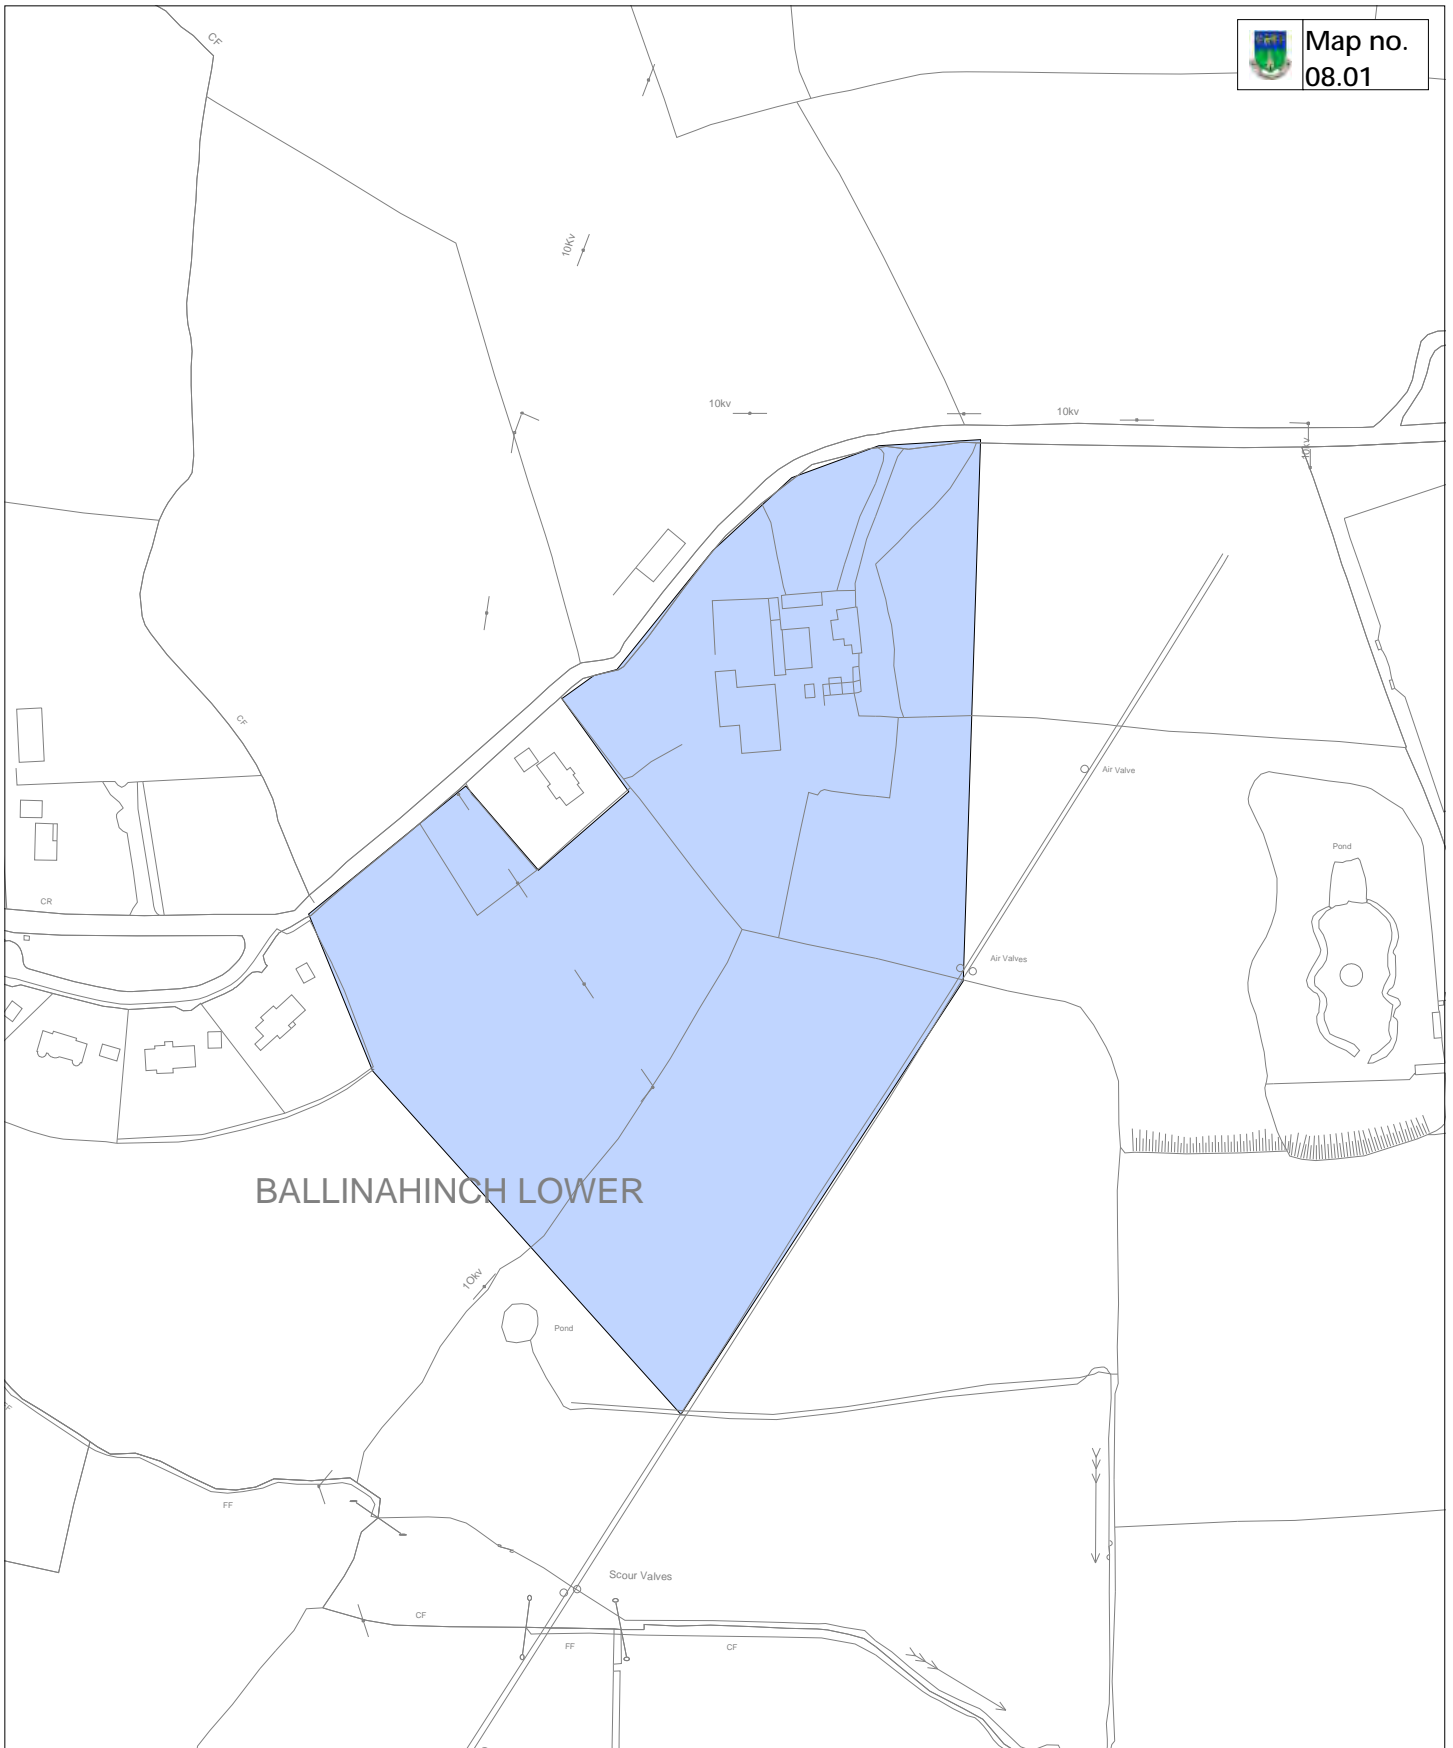 Map no.
08.01
CF
10Kv
10kv
10kv
10kv
CF
Air Valve
Pond
CR
Air Valves
BALLINAHINCH LOWER
10kv
Pond
FF
Scour Valves
CF
FF
CF